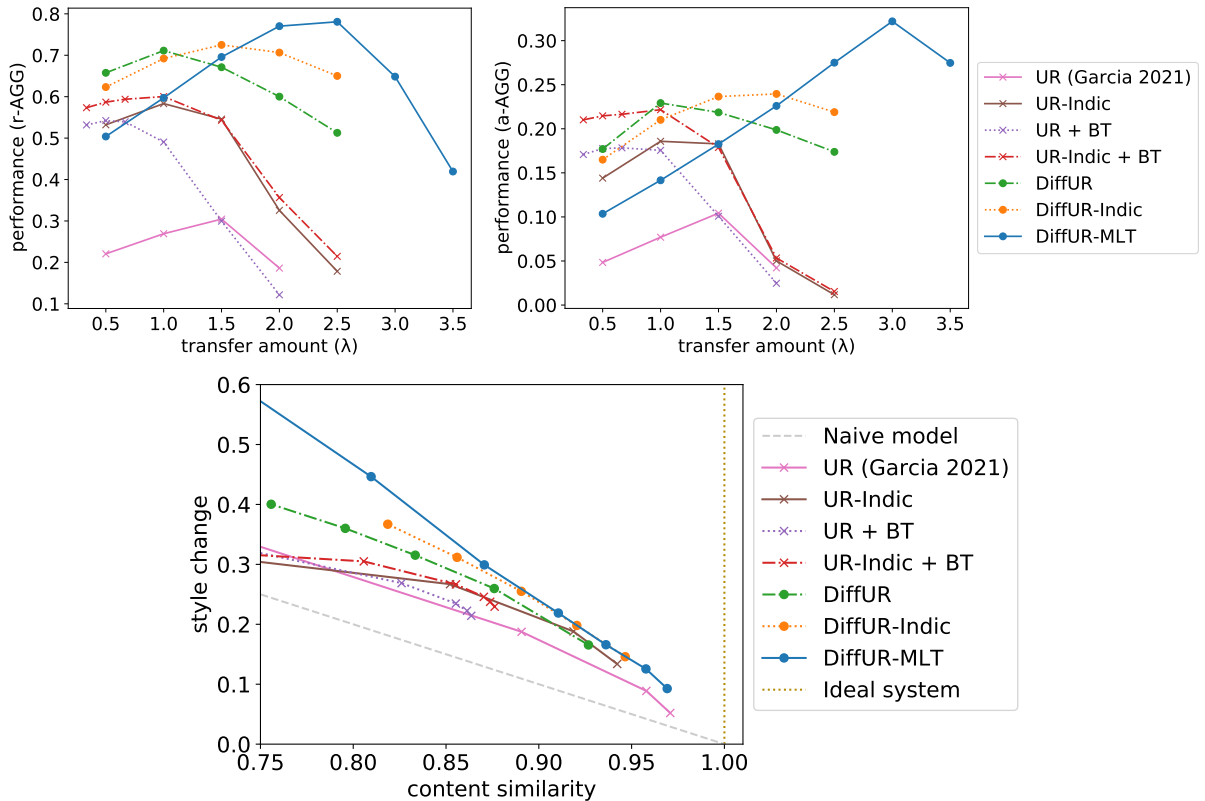 performance (r-AGG)
0.8
0.7
0.6
0.5
0.4
0.3
0.2
0.1
0.5 1.0 1.5 2.0 2.5 3.0 3.5
transfer amount (λ)
performance (a-AGG)
0.30
0.25
0.20
0.15
0.10
0.05
0.00
0.5 1.0 1.5 2.0 2.5 3.0 3.5
transfer amount (λ)
UR (Garcia 2021)
UR-Indic
UR + BT
UR-Indic + BT
DiffUR
DiffUR-Indic
DiffUR-MLT
style change
0.6
0.5
0.4
0.3
0.2
0.1
0.0
0.75 0.80 0.85 0.90 0.95 1.00
content similarity
Naive model
UR (Garcia 2021)
UR-Indic
UR + BT
UR-Indic + BT
DiffUR
DiffUR-Indic
DiffUR-MLT
Ideal system